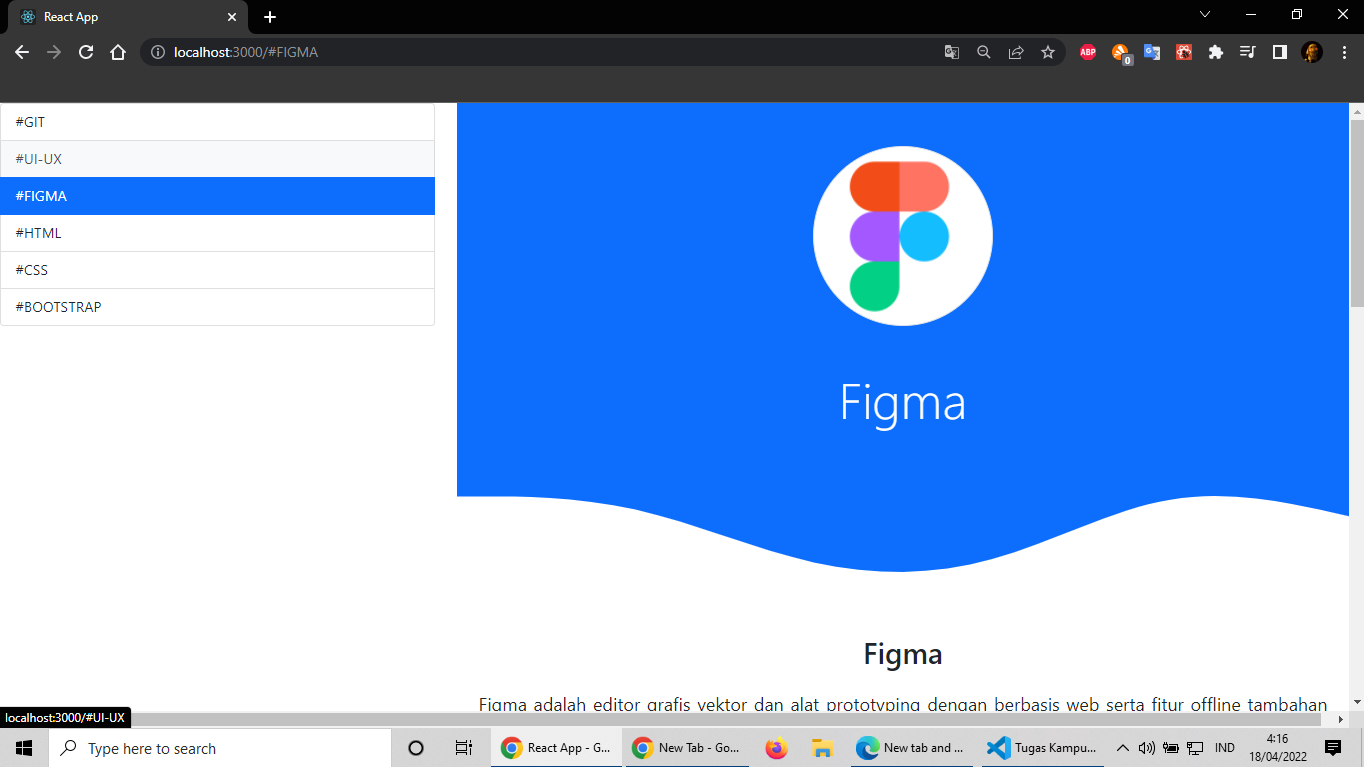 React App
localhost:3000/#FIGMA
ABP
0
#GIT
#UI-UX
#FIGMA
#HTML
#CSS
#BOOTSTRAP
Figma
Figma
Figma adalah editor grafis vektor dan alat prototyping dengan berbasis web serta fitur offline tambahan
localhost:3000/#UI-UX
Type here to search
React App - G...
New Tab - Go...
New tab and ...
Tugas Kampu...
IND
4:16
18/04/2022